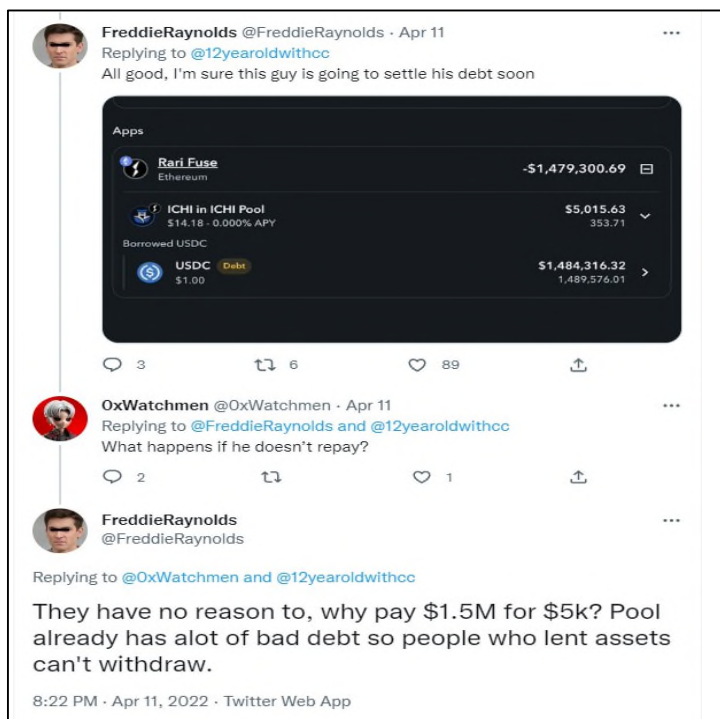 FreddieRaynolds @FreddieRaynolds · Apr 11
Replying to @12yearoldwithcc
All good, I'm sure this guy is going to settle his debt soon
Apps
Rari Fuse
Ethereum
-$1,479,300.69
ICHI in ICHI Pool
$14.18 - 0.000% APY
$5,015.63
353.71
Borrowed USDC
USDC Debt
$1.00
$1,484,316.32
1,489,576.01
3 6 89
0xWatchmen @0xWatchmen · Apr 11
Replying to @FreddieRaynolds and @12yearoldwithcc
What happens if he doesn't repay?
2 1
FreddieRaynolds
@FreddieRaynolds
Replying to @0xWatchmen and @12yearoldwithcc
They have no reason to, why pay $1.5M for $5k? Pool
already has alot of bad debt so people who lent assets
can't withdraw.
8:22 PM · Apr 11, 2022 · Twitter Web App